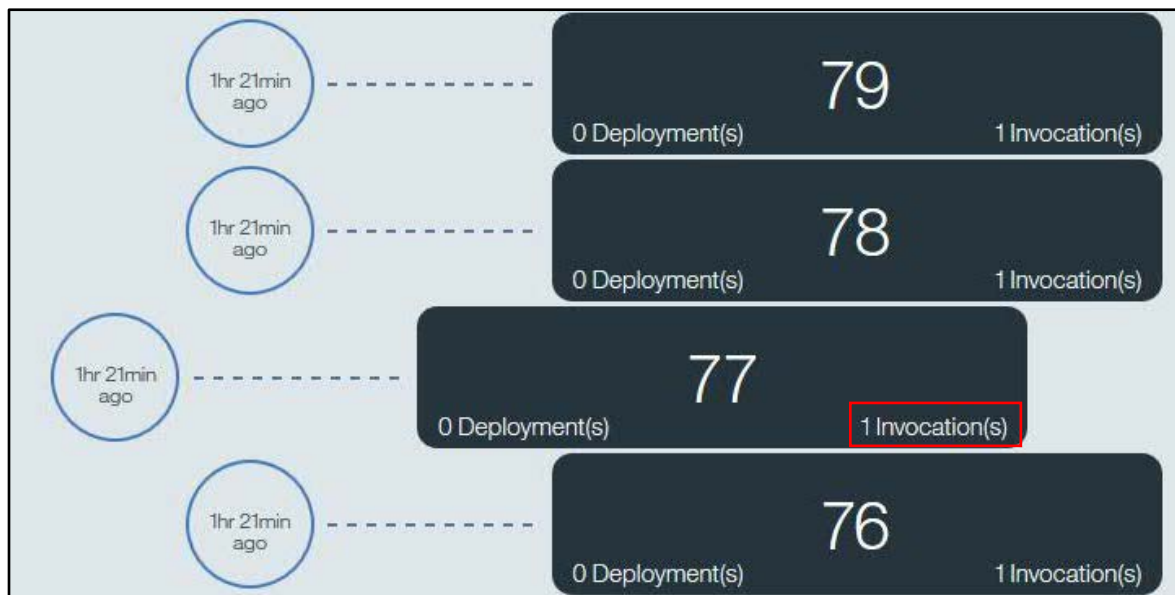 1hr 21min
ago
79
0 Deployment(s) 1 Invocation(s)
1hr 21min
ago
78
0 Deployment(s) 1 Invocation(s)
1hr 21min
ago
77
0 Deployment(s) 1 Invocation(s)
1hr 21min
ago
76
0 Deployment(s) 1 Invocation(s)